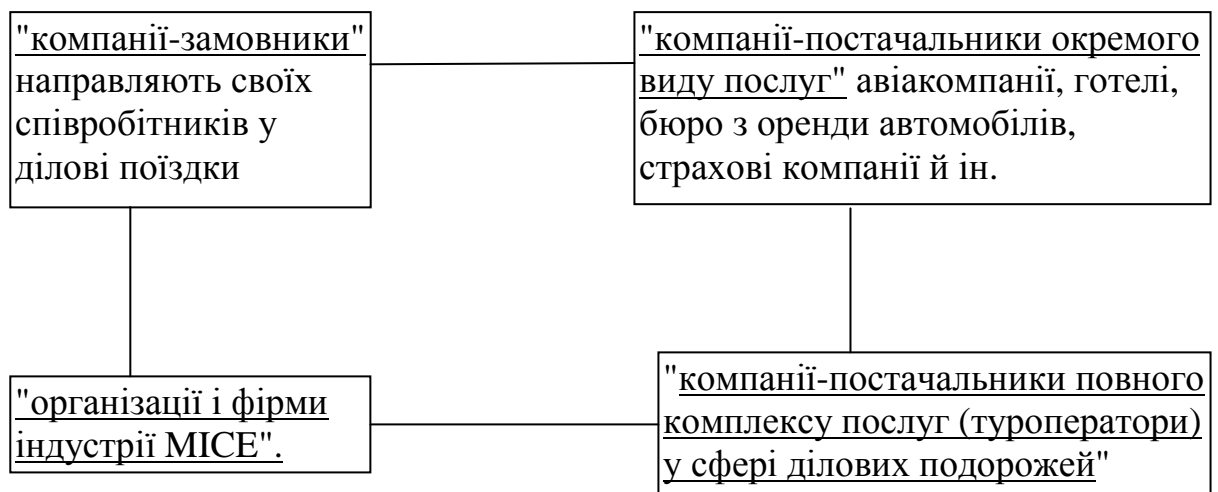 "компанії-замовники"
направляють своїх
співробітників у
ділові поїздки
"компанії-постачальники окремого
виду послуг" авіакомпанії, готелі,
бюро з оренди автомобілів,
страхові компанії й ін.
"організації і фірми
індустрії MICE".
"компанії-постачальники повного
комплексу послуг (туроператори)
у сфері ділових подорожей"